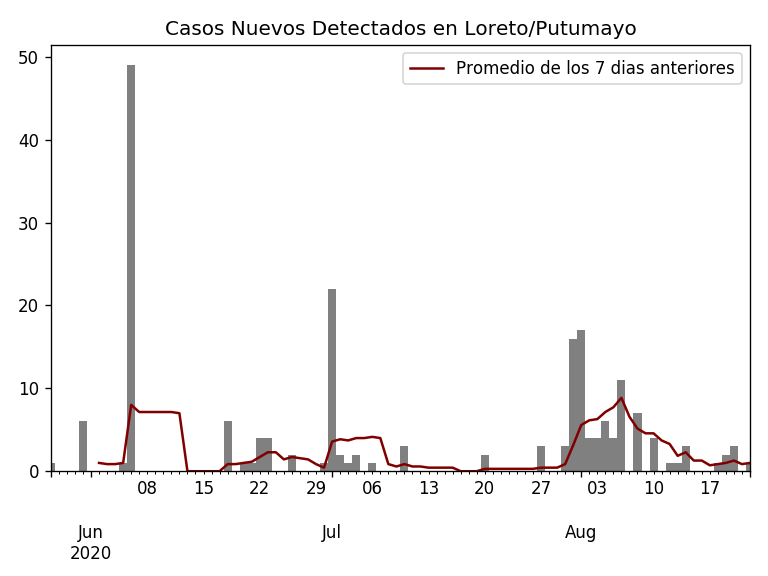 Casos Nuevos Detectados en Loreto/Putumayo
Promedio de los 7 dias anteriores
50
40
30
20
10
0
08 15 22 29 06 13 20 27 03 10 17
Jun Jul Aug
2020